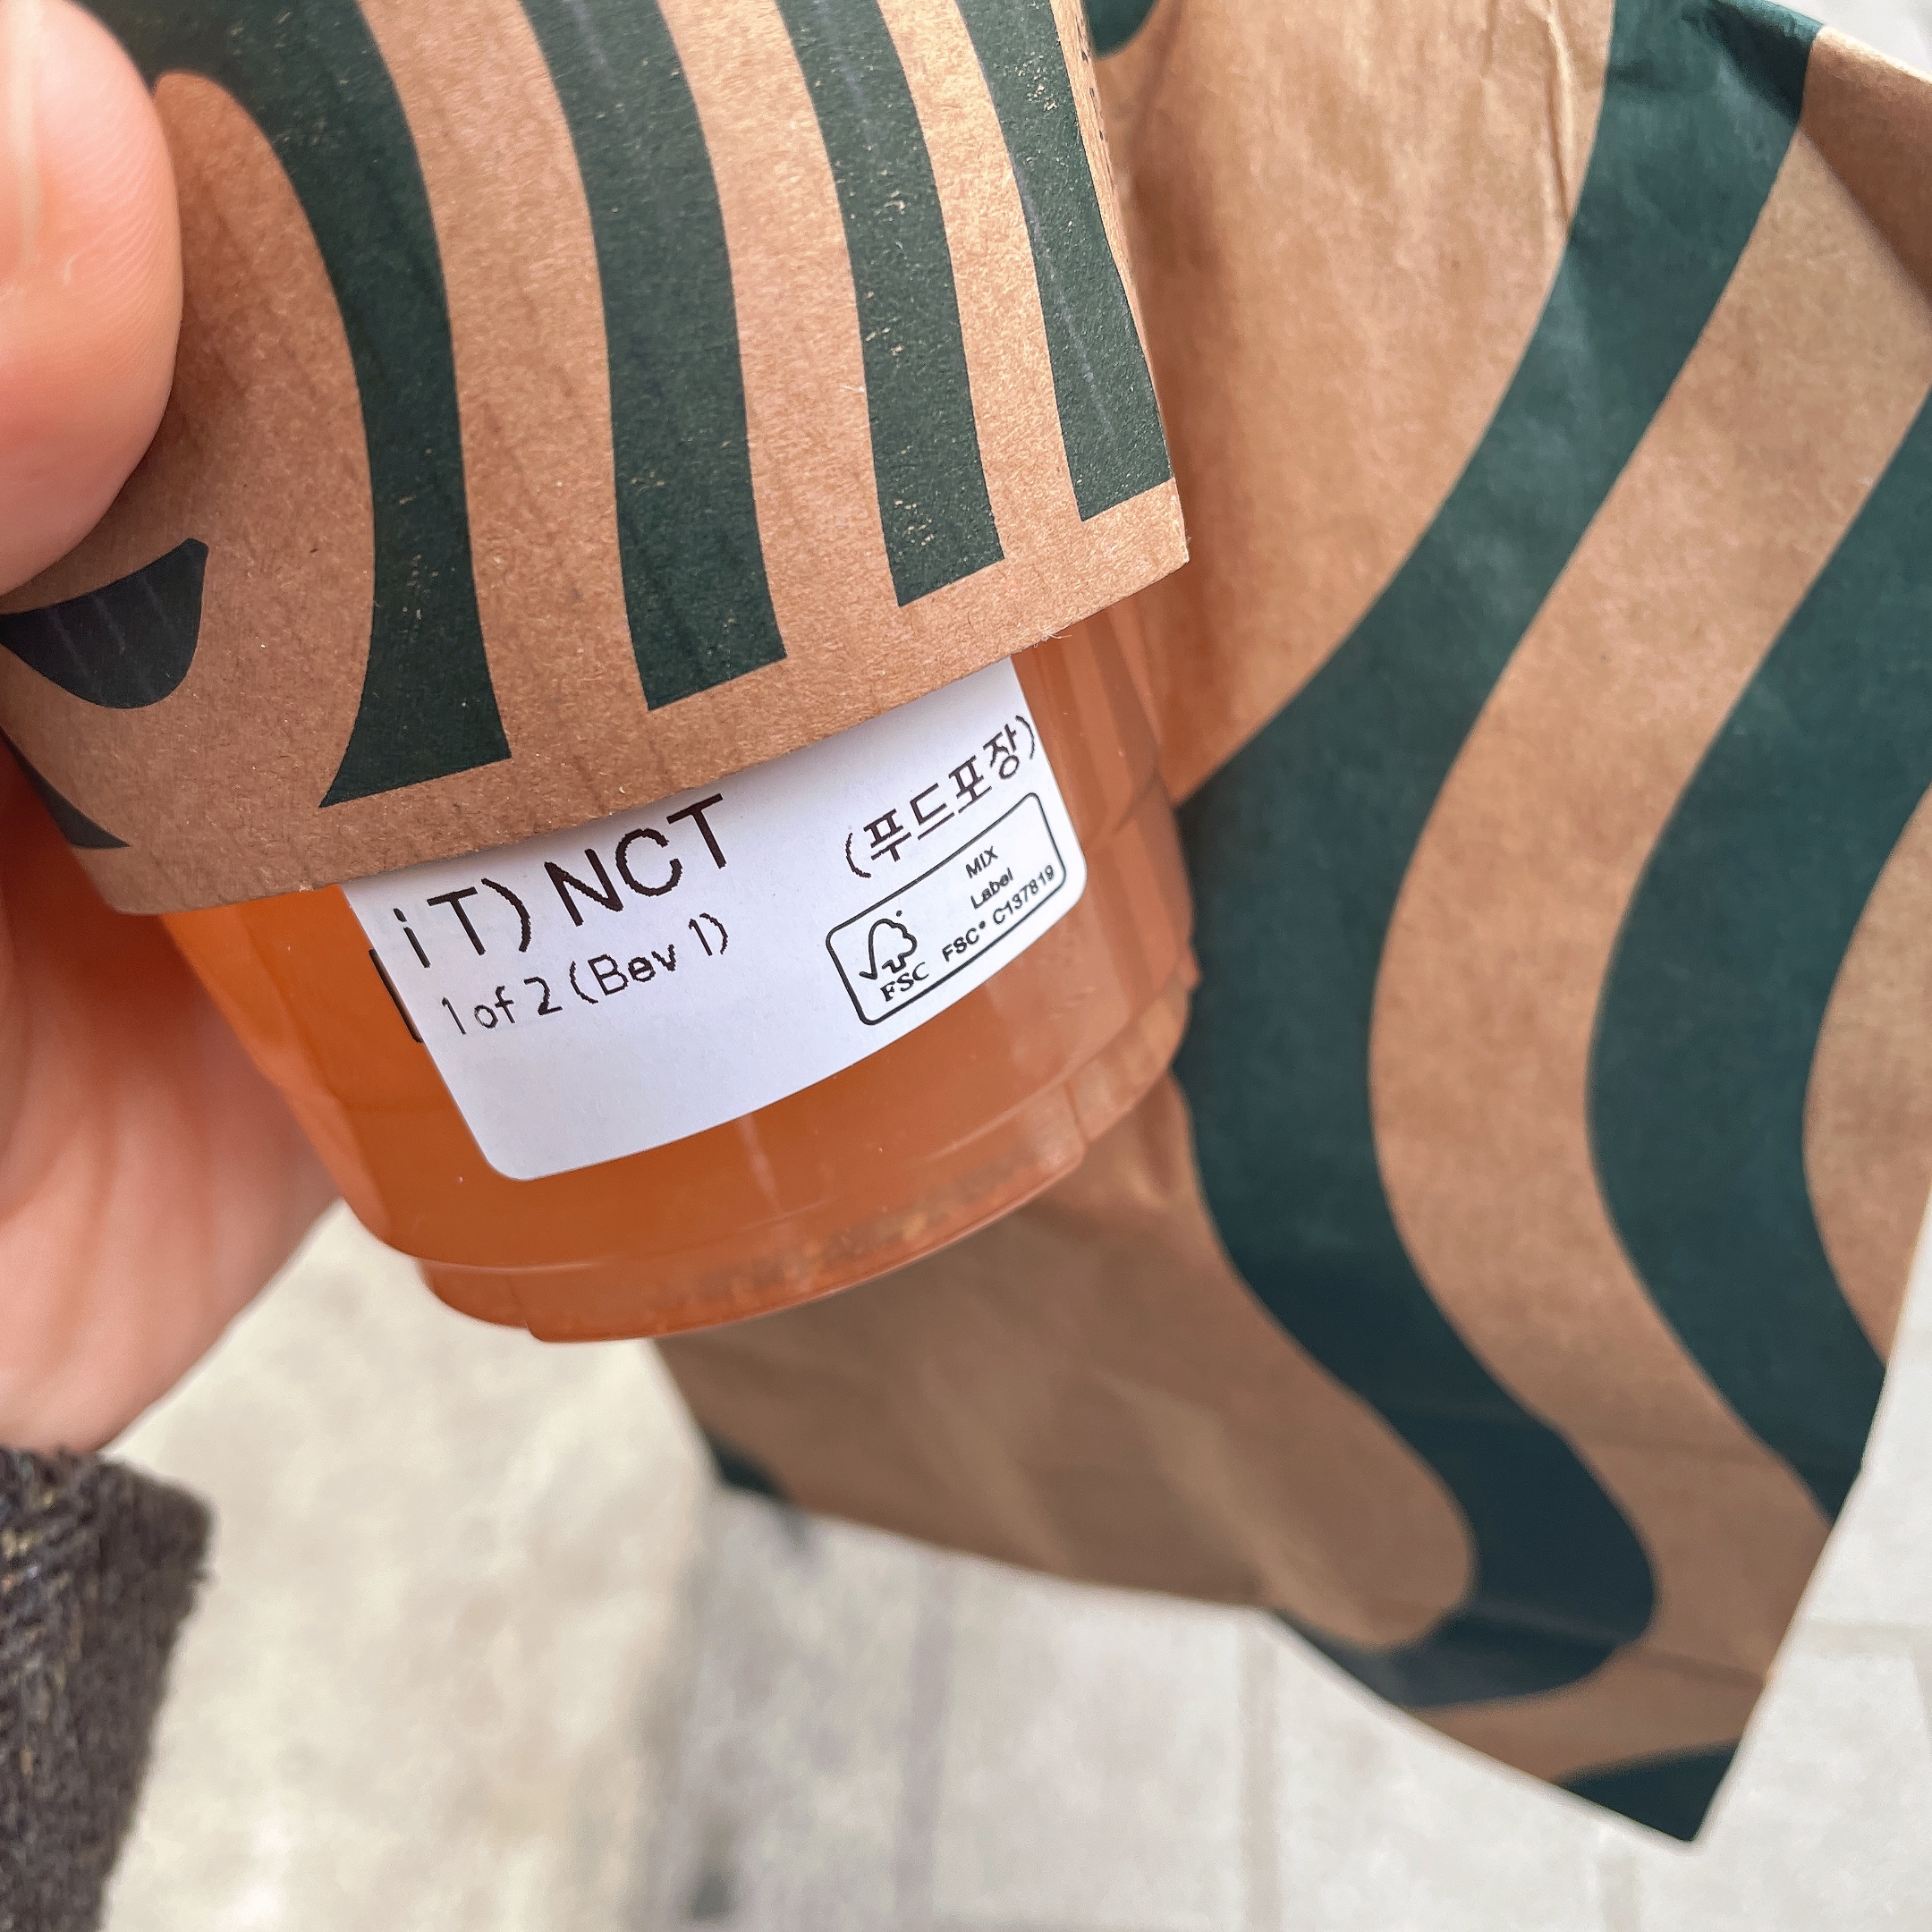 iT) NCT
1 of 2 (Bev 1)
(푸드포장)
MIX
Label
FSC® C137819
FSC